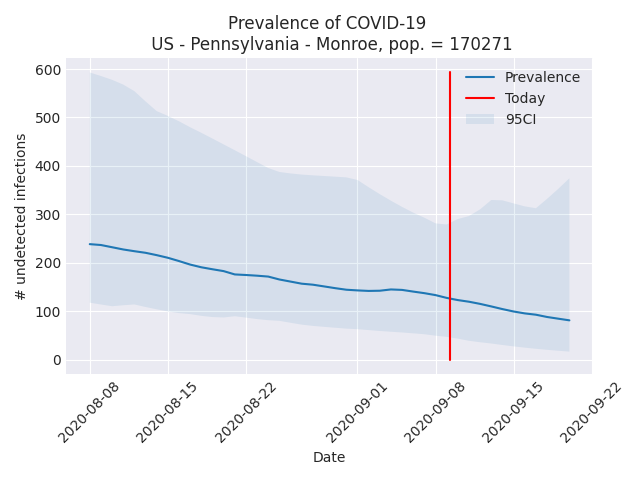 Prevalence of COVID-19
US - Pennsylvania - Monroe, pop. = 170271
600
500
400
300
200
100
0
# undetected infections
Prevalence
Today
95CI
2020-08-08
2020-08-15
2020-08-22
2020-09-01
2020-09-08
2020-09-15
2020-09-22
Date